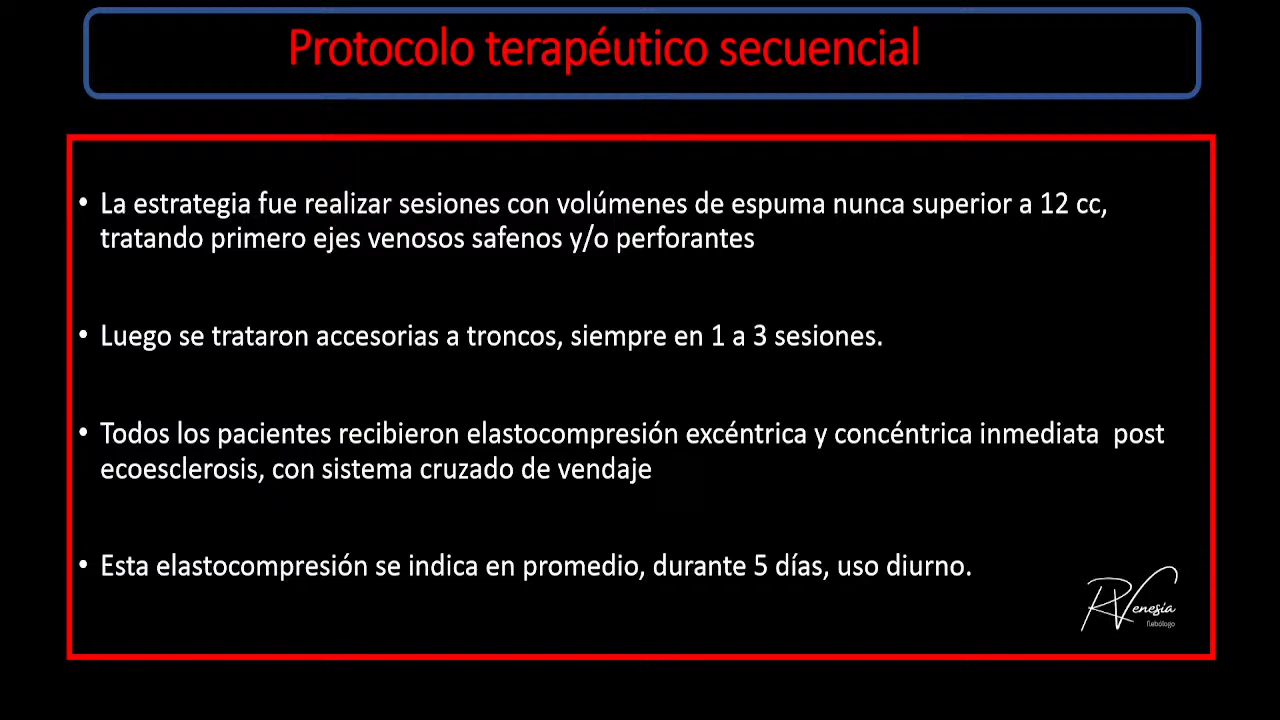 Protocolo terapéutico secuencial
• La estrategia fue realizar sesiones con volúmenes de espuma nunca superior a 12 cc,
tratando primero ejes venosos safenos y/o perforantes
• Luego se trataron accesorias a troncos, siempre en 1 a 3 sesiones.
• Todos los pacientes recibieron elastocompresión excéntrica y concéntrica inmediata  post
ecoesclerosis, con sistema cruzado de vendaje
• Esta elastocompresión se indica en promedio, durante 5 días, uso diurno.
RVenesia
flebólogo